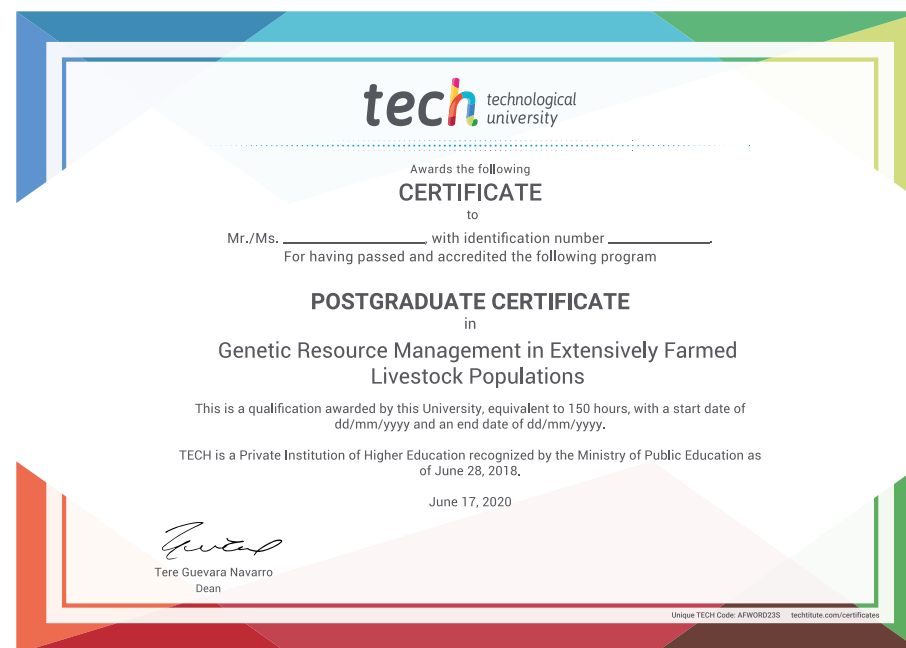 tech technological
university
Awards the following
CERTIFICATE
to
Mr./Ms. ____________, with identification number ____________.
For having passed and accredited the following program
POSTGRADUATE CERTIFICATE
in
Genetic Resource Management in Extensively Farmed
Livestock Populations
This is a qualification awarded by this University, equivalent to 150 hours, with a start date of
dd/mm/yyyy and an end date of dd/mm/yyyy.
TECH is a Private Institution of Higher Education recognized by the Ministry of Public Education as
of June 28, 2018.
June 17, 2020
Tere Guevara Navarro
Dean
Unique TECH Code: AFWORD23S techtitute.com/certificates